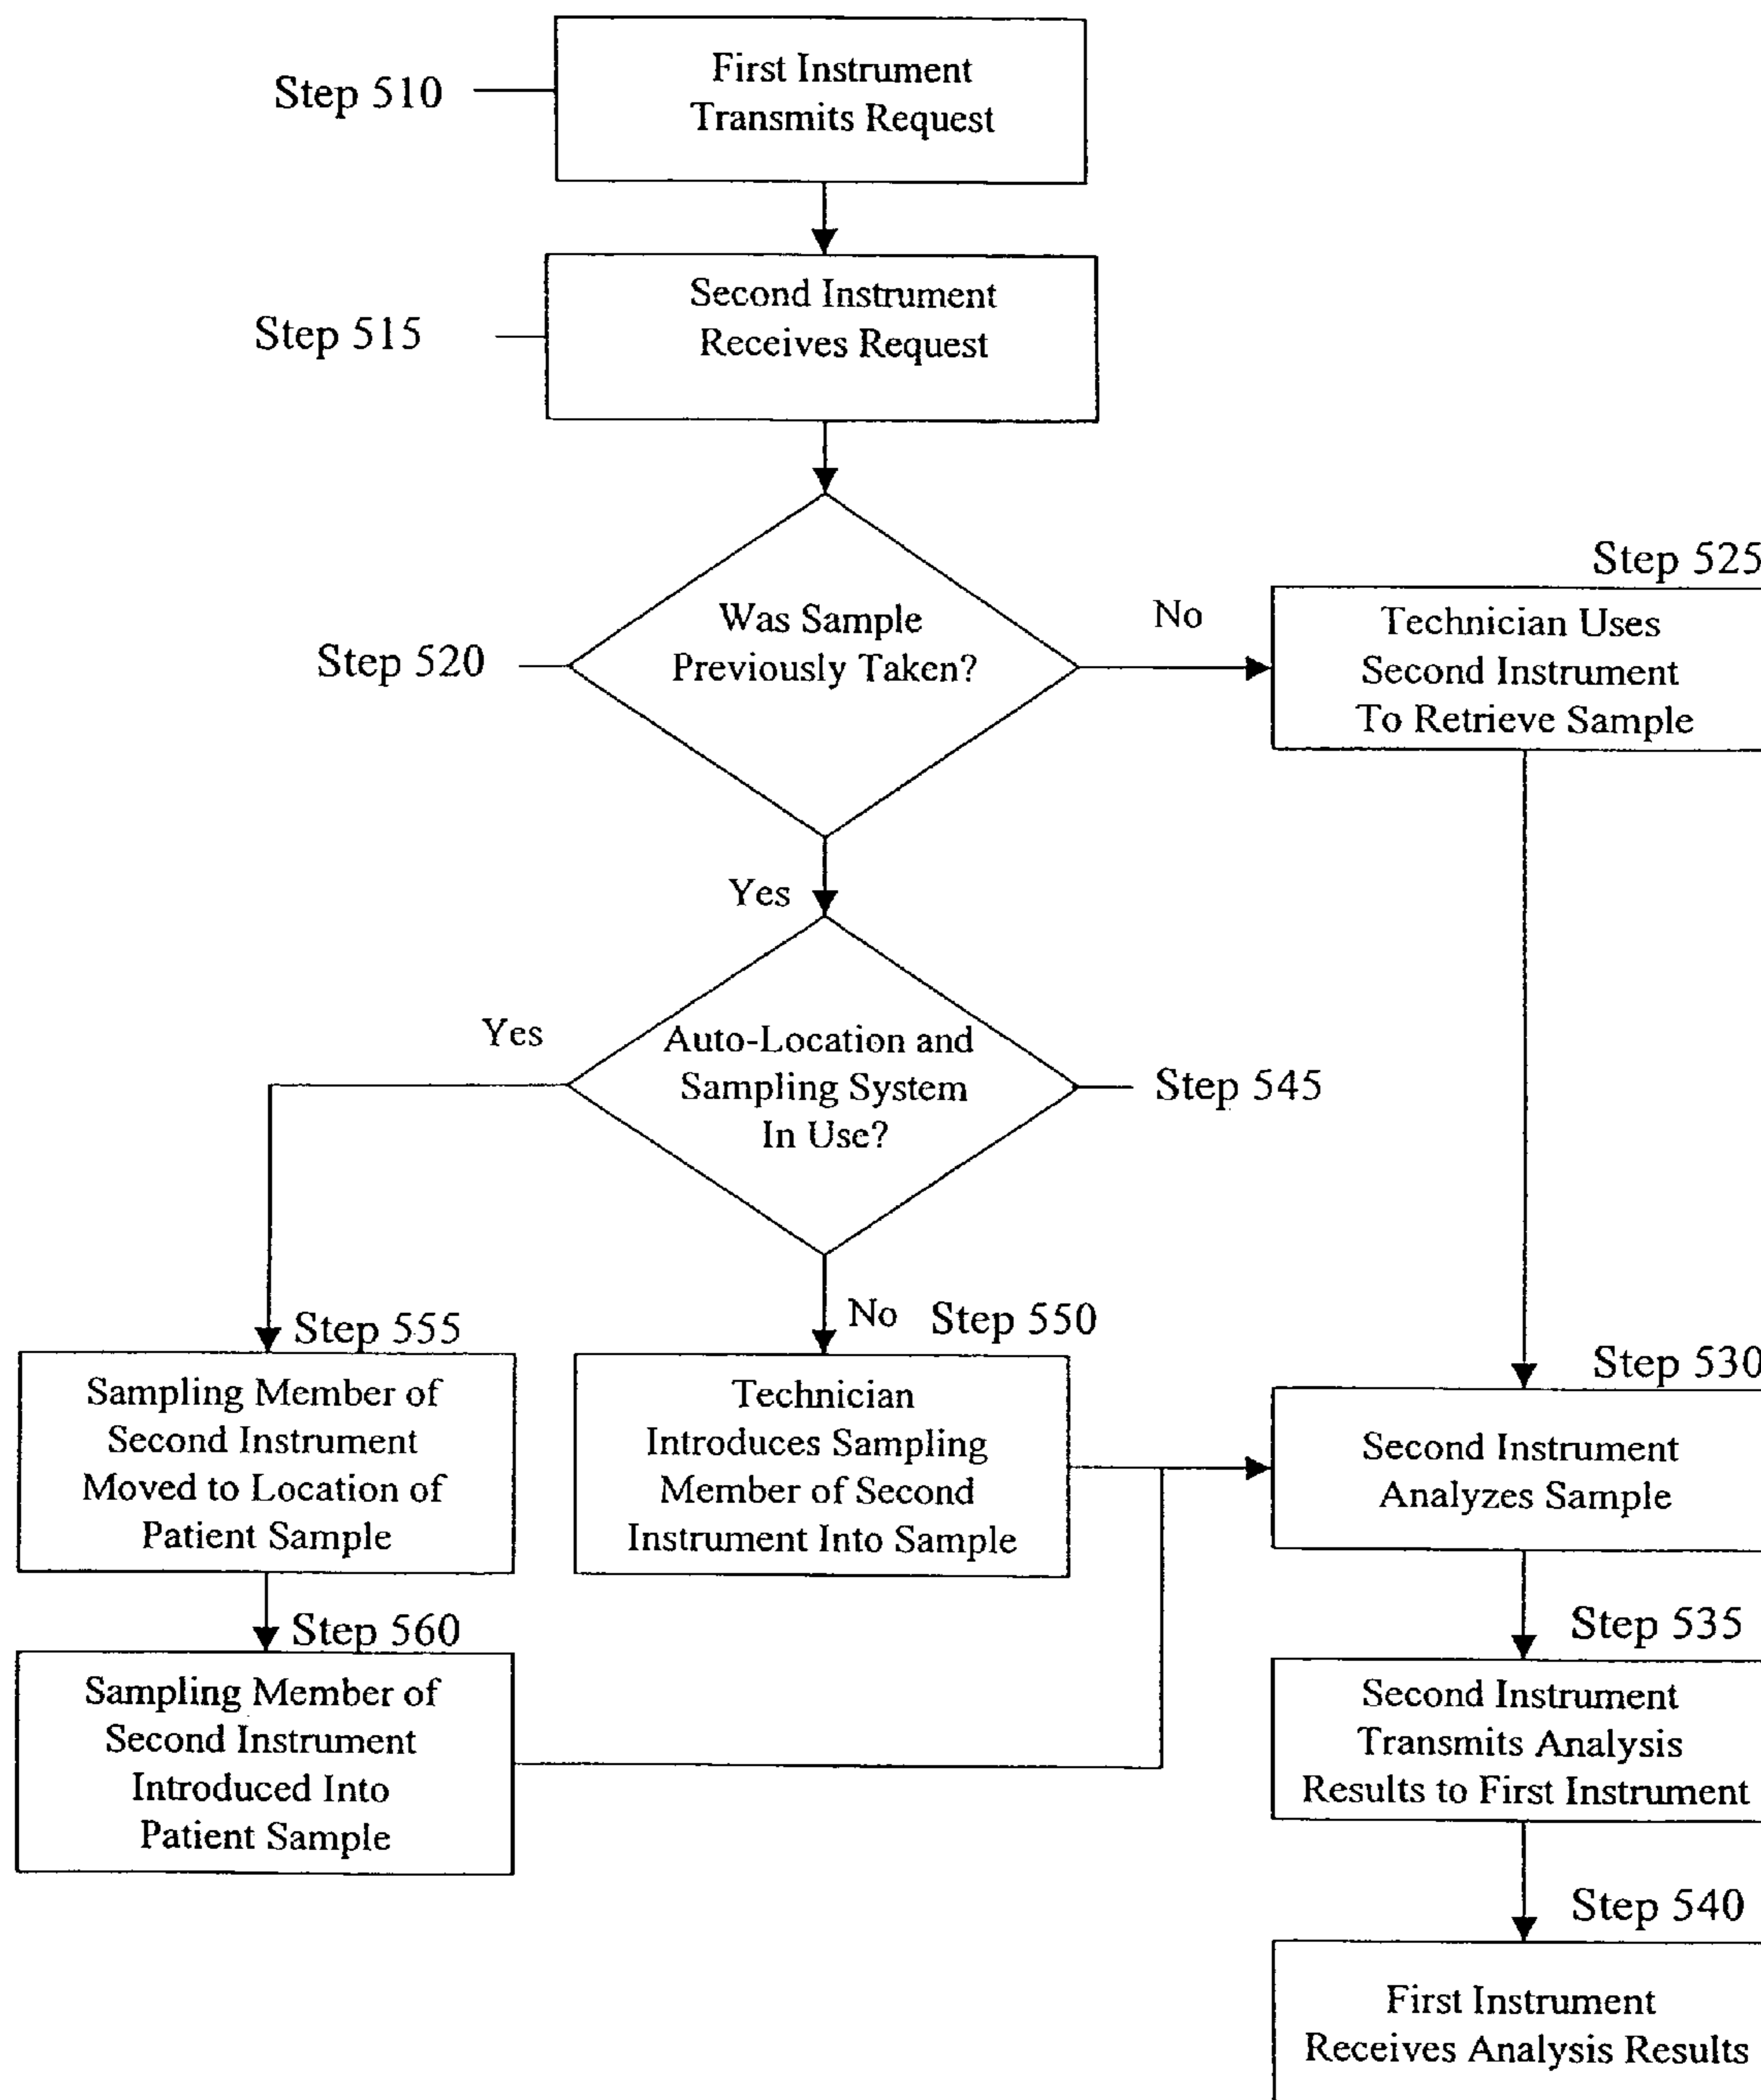 Step 510
First Instrument
Transmits Request
Step 515
Second Instrument
Receives Request
Step 520
Was Sample
Previously Taken?
No
Step 525
Technician Uses
Second Instrument
To Retrieve Sample
Yes
Yes
Auto-Location and
Sampling System
In Use?
Step 545
Step 555
Sampling Member of
Second Instrument
Moved to Location of
Patient Sample
No
Step 550
Technician
Introduces Sampling
Member of Second
Instrument Into Sample
Step 530
Second Instrument
Analyzes Sample
Step 560
Sampling Member of
Second Instrument
Introduced Into
Patient Sample
Step 535
Second Instrument
Transmits Analysis
Results to First Instrument
Step 540
First Instrument
Receives Analysis Results